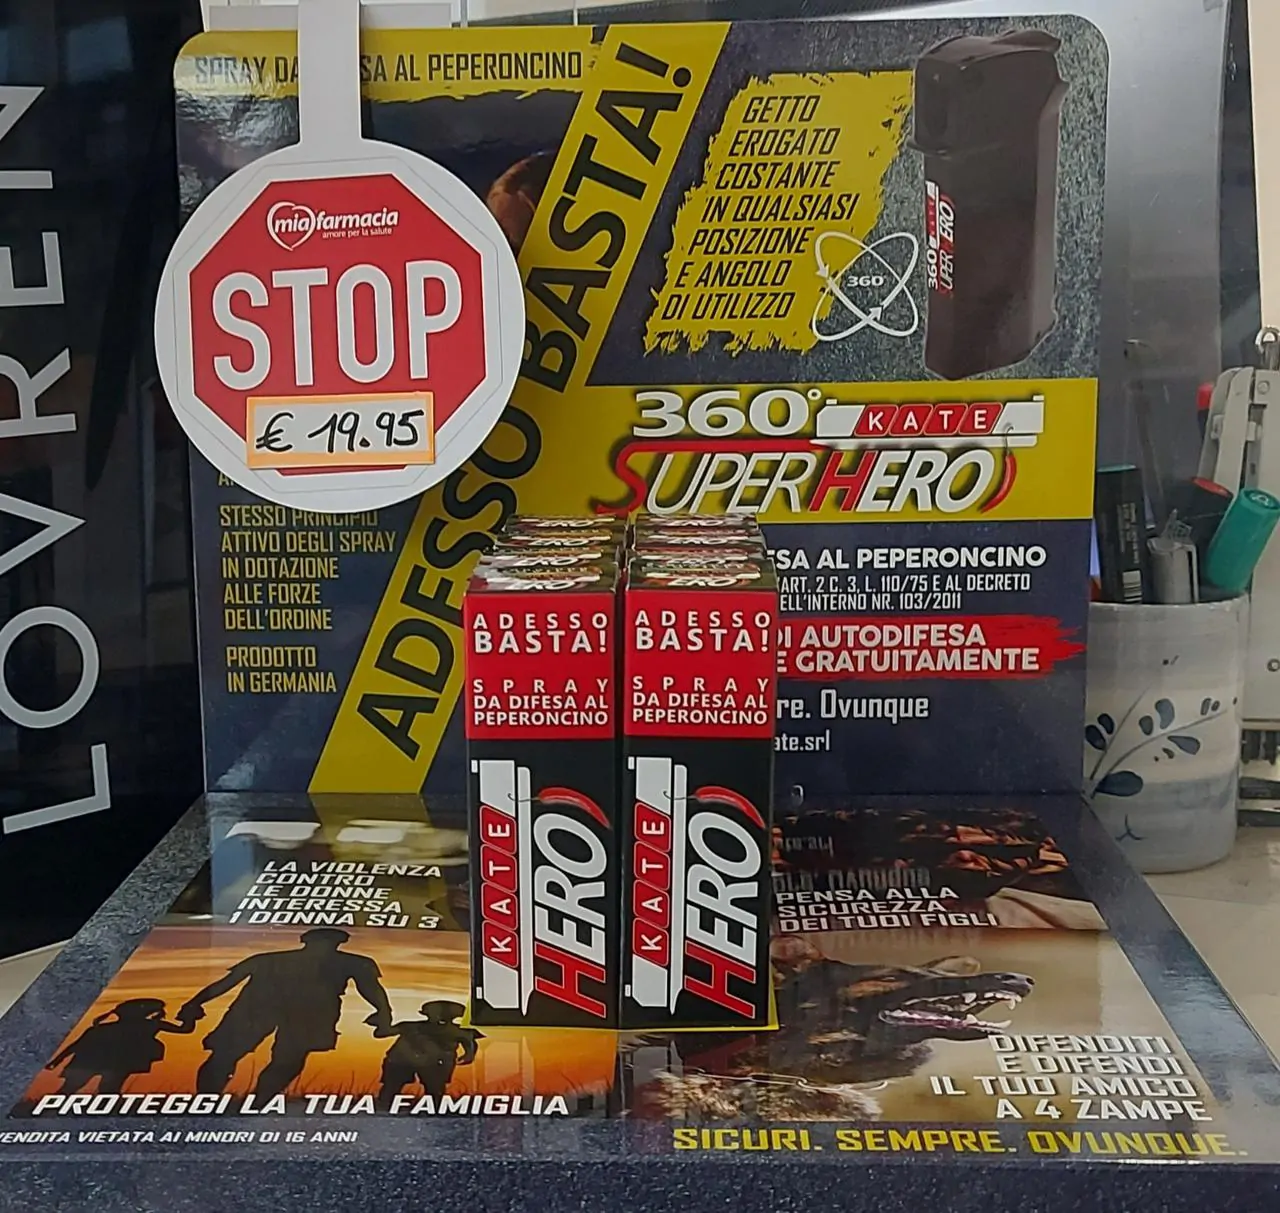 LOVREN
SPRAY DA SA AL PEPERONCINO
miafarmacia
amore per la salute
STOP
€ 19.95
ADESSO BASTA!
GETTO
EROGATO
COSTANTE
IN QUALSIASI
POSIZIONE
E ANGOLO
DI UTILIZZO
360°
360° KATE
SUPERHERO
STESSO PRINCIPIO
ATTIVO DEGLI SPRAY
IN DOTAZIONE
ALLE FORZE
DELL'ORDINE
PRODOTTO
IN GERMANIA
SA AL PEPERONCINO
ART. 2 C. 3, L. 110/75 E AL DECRETO
ELL'INTERNO NR. 103/2011
DI AUTODIFESA
E GRATUITAMENTE
re. Ovunque
ate.srl
ADESSO
BASTA!
SPRAY
DA DIFESA AL
PEPERONCINO
KATE
HERO
ADESSO
BASTA!
SPRAY
DA DIFESA AL
PEPERONCINO
KATE
HERO
LA VIOLENZA
CONTRO
LE DONNE
INTERESSA
1 DONNA SU 3
PROTEGGI LA TUA FAMIGLIA
VENDITA VIETATA AI MINORI DI 16 ANNI
PENSA ALLA
SICUREZZA
DEI TUOI FIGLI
DIFENDITI
E DIFENDI
IL TUO AMICO
A 4 ZAMPE
SICURI. SEMPRE. OVUNQUE.